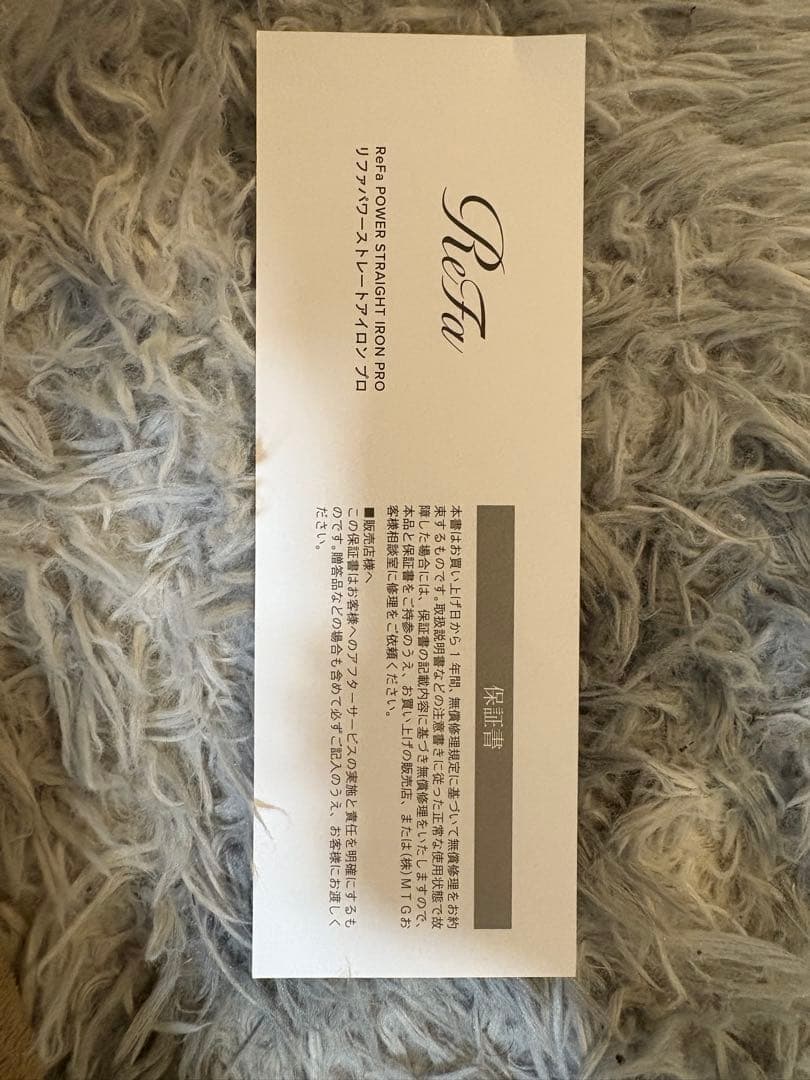 ReFa
ReFa POWER STRAIGHT IRON PRO
リファパワーストレートアイロン プロ
保証書
本書はお買い上げ日から1年間、無償修理規定に基づいて無償修理をお約
束するものです。取扱説明書などの注意書きに従った正常な使用状態で故
障した場合には、保証書の記載内容に基づき無償修理をいたしますので、
本品と保証書をご持参のうえ、お買い上げの販売店、または(株)MTGお
客様相談室に修理をご依頼ください。
■販売店様へ
この保証書はお客様へのアフターサービスの実施と責任を明確にするも
のです。贈答品などの場合も含めて必ずご記入のうえ、お客様にお渡しく
ださい。